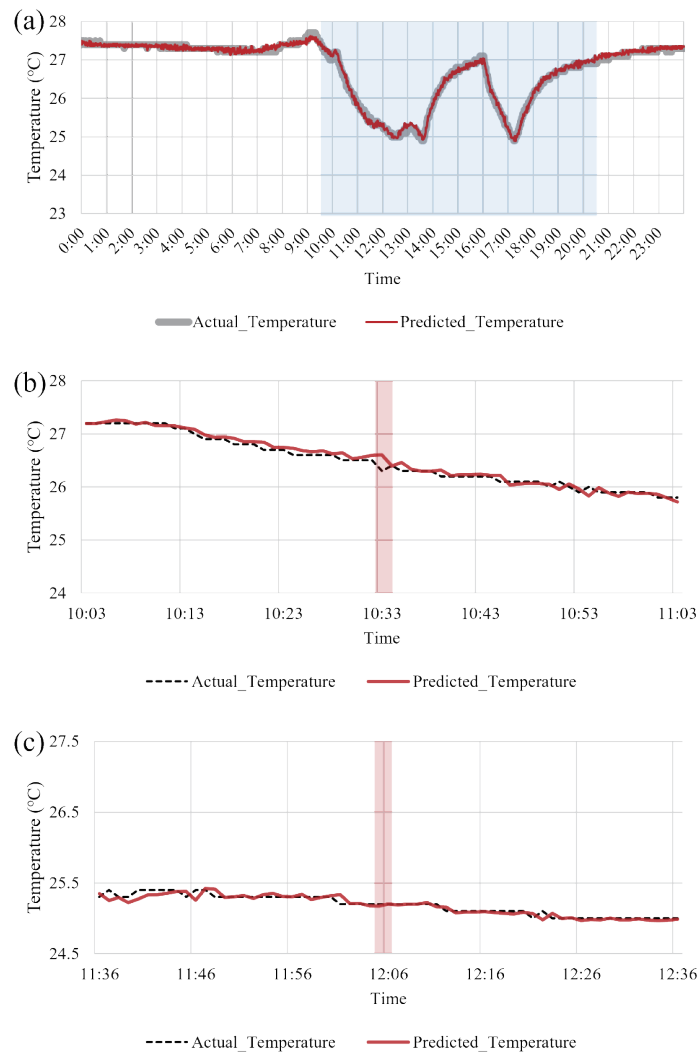 (a)
28
27
26
25
24
23
Temperature (°C)
0:00 1:00 2:00 3:00 4:00 5:00 6:00 7:00 8:00 9:00 10:00 11:00 12:00 13:00 14:00 15:00 16:00 17:00 18:00 19:00 20:00 21:00 22:00 23:00
Time
Actual_Temperature Predicted_Temperature
(b)
28
27
26
25
24
Temperature (°C)
10:03 10:13 10:23 10:33 10:43 10:53 11:03
Time
Actual_Temperature Predicted_Temperature
(c)
27.5
26.5
25.5
24.5
Temperature (°C)
11:36 11:46 11:56 12:06 12:16 12:26 12:36
Time
Actual_Temperature Predicted_Temperature